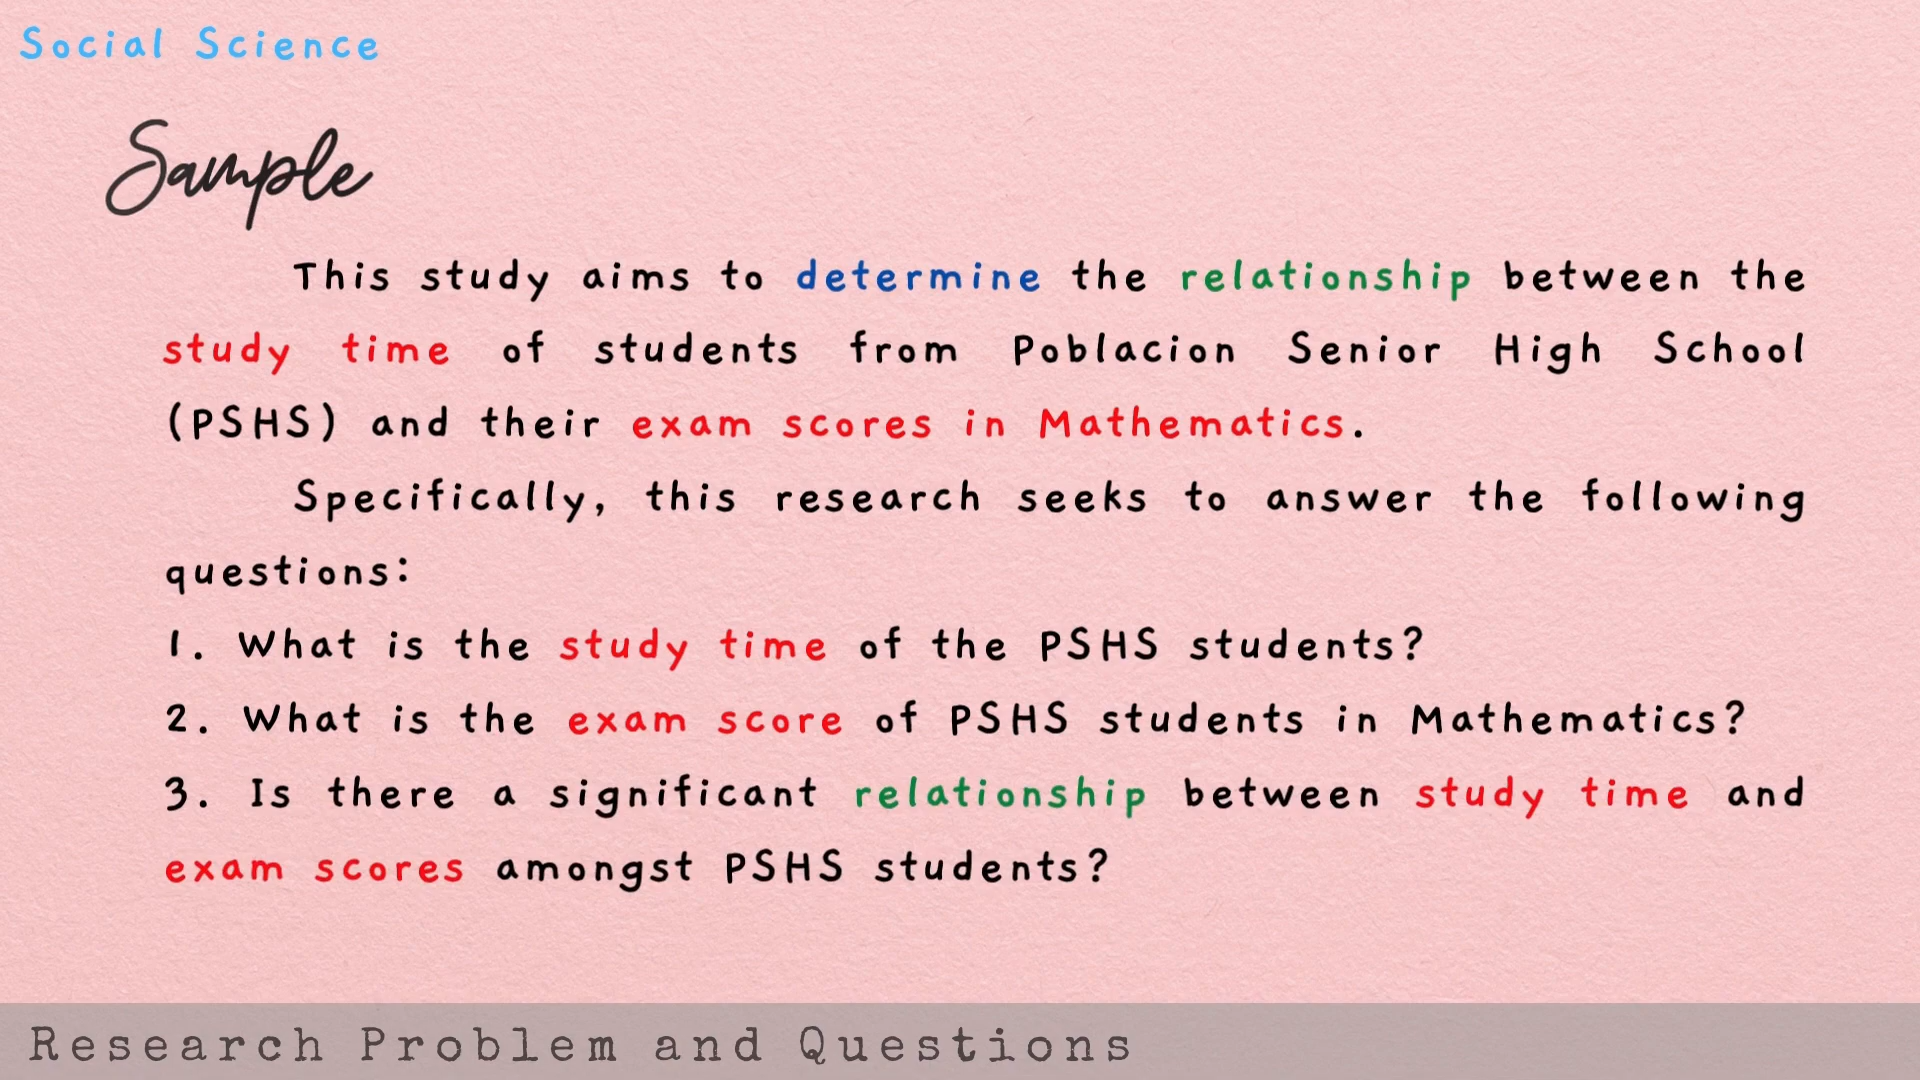 Social Science
Sample
This study aims to determine the relationship between the
study time of students from Poblacion Senior High School
(PSHS) and their exam scores in Mathematics.
Specifically, this research seeks to answer the following
questions:
1. What is the study time of the PSHS students?
2. What is the exam score of PSHS students in Mathematics?
3. Is there a significant relationship between study time and
exam scores amongst PSHS students?
Research Problem and Questions